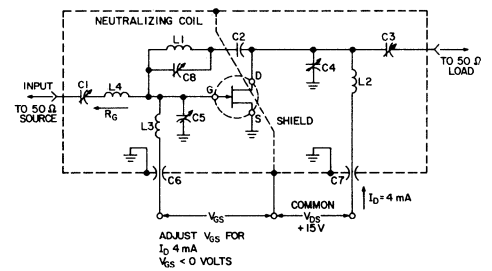 NEUTRALIZING COIL
L1
C2
C3
C8
C4
L2
TO 50 Ω
LOAD
INPUT
C1
L4
G
D
S
TO 50 Ω
SOURCE
RG
L3
C5
SHIELD
C6
C7
ID=4 mA
VGS
COMMON
VDS
+15V
ADJUST VGS FOR
ID 4 mA
VGS < 0 VOLTS